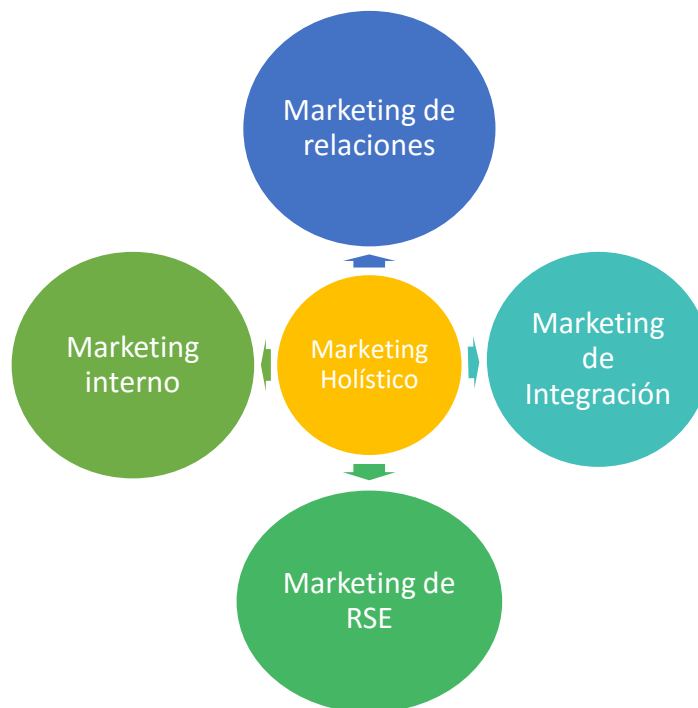 Marketing de
relaciones
Marketing
interno
Marketing
Holístico
Marketing
de
Integración
Marketing de
RSE